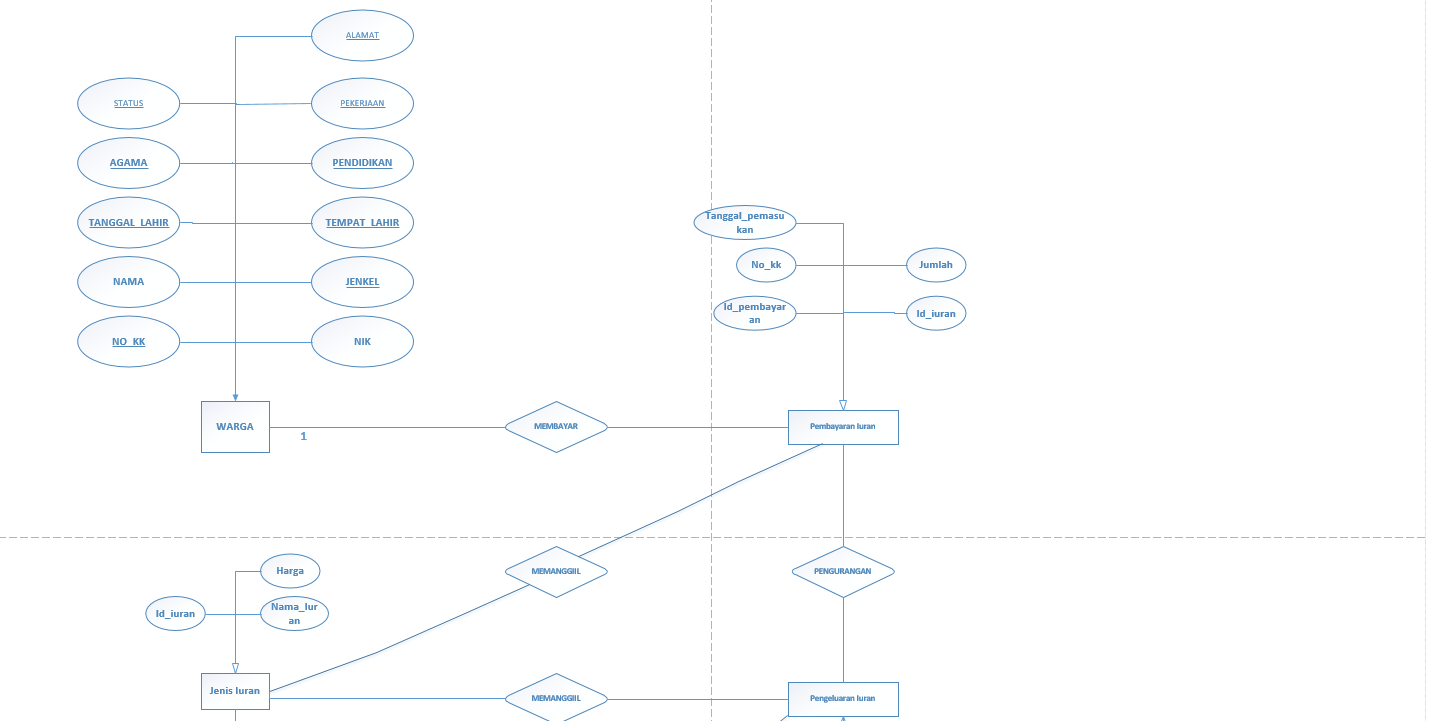 ALAMAT
STATUS
PEKERJAAN
AGAMA
PENDIDIKAN
TANGGAL_LAHIR
TEMPAT_LAHIR
NAMA
JENKEL
NO_KK
NIK
Tanggal_pemasu
kan
No_kk
Jumlah
Id_pembayar
an
Id_iuran
WARGA
1
MEMBAYAR
Pembayaran Iuran
Harga
Id_iuran
Nama_Iur
an
MEMANGGIIL
PENGURANGAN
Jenis Iuran
MEMANGGIIL
Pengeluaran Iuran